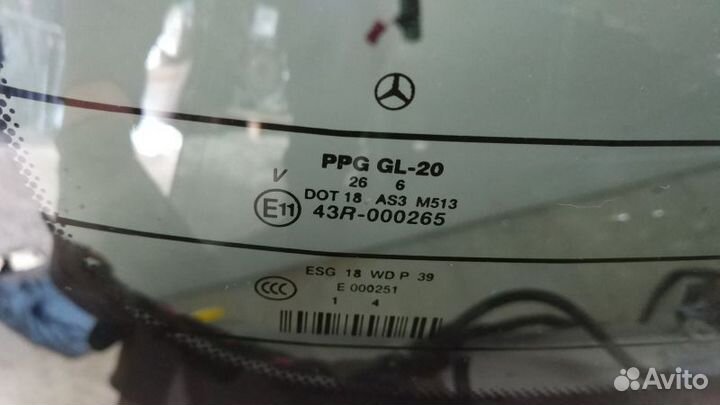 PPG GL-20
26 6
V
DOT 18 AS3 M513
E11 43R-000265
ESG 18 WD P 39
CCC E 000251
1 4
Avito